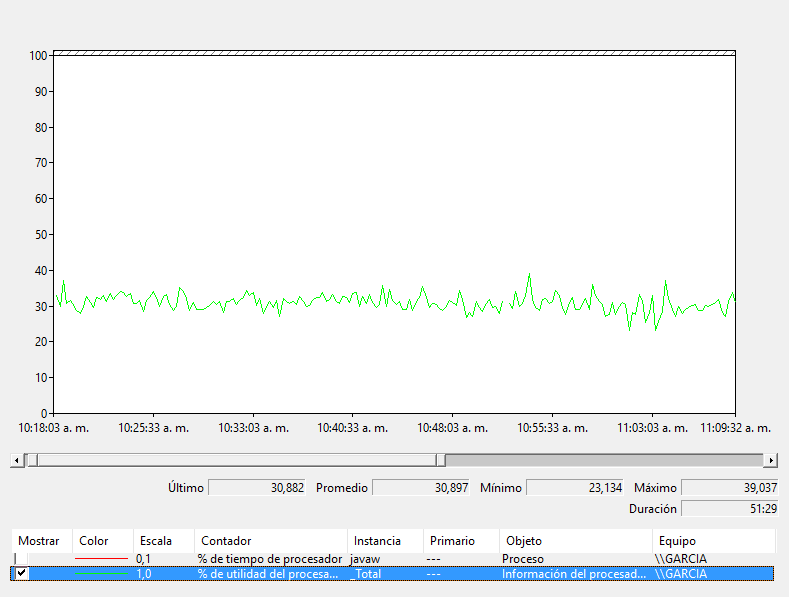 100
90
80
70
60
50
40
30
20
10
0
10:18:03 a. m. 10:25:33 a. m. 10:33:03 a. m. 10:40:33 a. m. 10:48:03 a. m. 10:55:33 a. m. 11:03:03 a. m. 11:09:32 a. m.
Último 30,882 Promedio 30,897 Mínimo 23,134 Máximo 39,037
Duración 51:29
Mostrar Color Escala Contador Instancia Primario Objeto Equipo
0,1 % de tiempo de procesador javaw --- Proceso \\GARCIA
1,0 % de utilidad del procesa... _Total --- Información del procesad... \\GARCIA